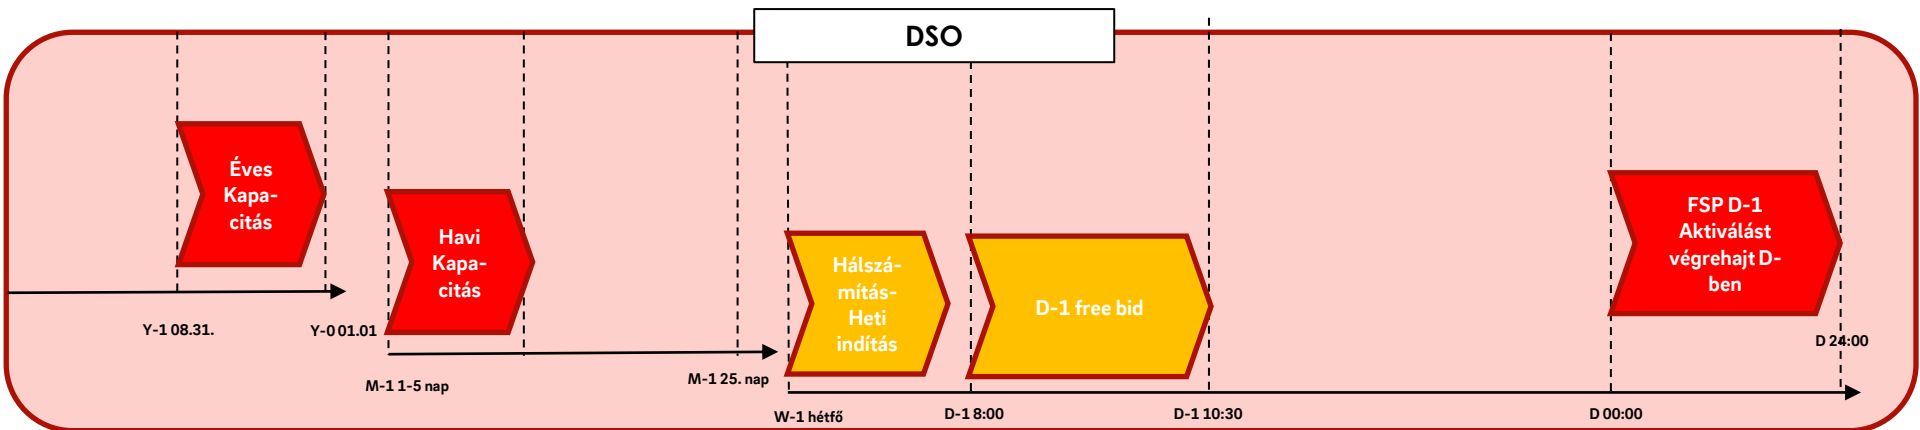 DSO
Éves
Kapa-
citás
Havi
Kapa-
citás
Hálszá-
mítás-
Heti
indítás
D-1 free bid
FSP D-1
Aktiválást
végrehajt D-
ben
Y-1 08.31.
Y-0 01.01
M-1 1-5 nap
M-1 25. nap
W-1 hétfő
D-1 8:00
D-1 10:30
D 00:00
D 24:00